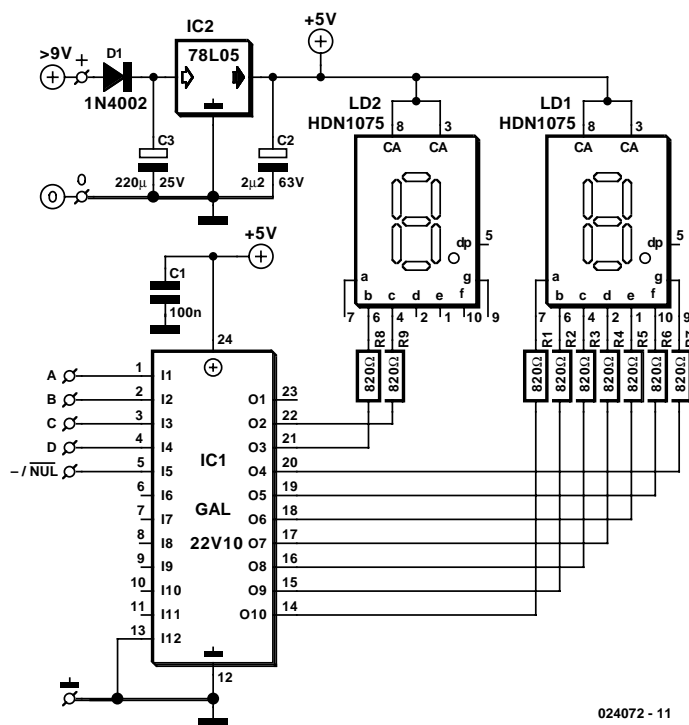 +5V
IC2
>9V
+
D1
78L05
1N4002
C3
C2
220µ
25V
2µ2
63V
0
0
LD2
HDN1075
8
3
CA
CA
dp
5
a
g
b
c
d
e
f
7
6
4
2
1
10
9
LD1
HDN1075
8
3
CA
CA
dp
5
a
g
b
c
d
e
f
7
6
4
2
1
10
9
R8
R9
820Ω
820Ω
R1
R2
R3
R4
R5
R6
R7
820Ω
820Ω
820Ω
820Ω
820Ω
820Ω
820Ω
+5V
C1
100n
24
A
1
I1
B
2
I2
C
3
I3
D
4
I4
– / NUL
5
I5
6
I6
7
I7
8
I8
9
I9
10
I10
11
I11
13
I12
IC1
GAL
22V10
O1
23
O2
22
O3
21
O4
20
O5
19
O6
18
O7
17
O8
16
O9
15
O10
14
12
024072 - 11